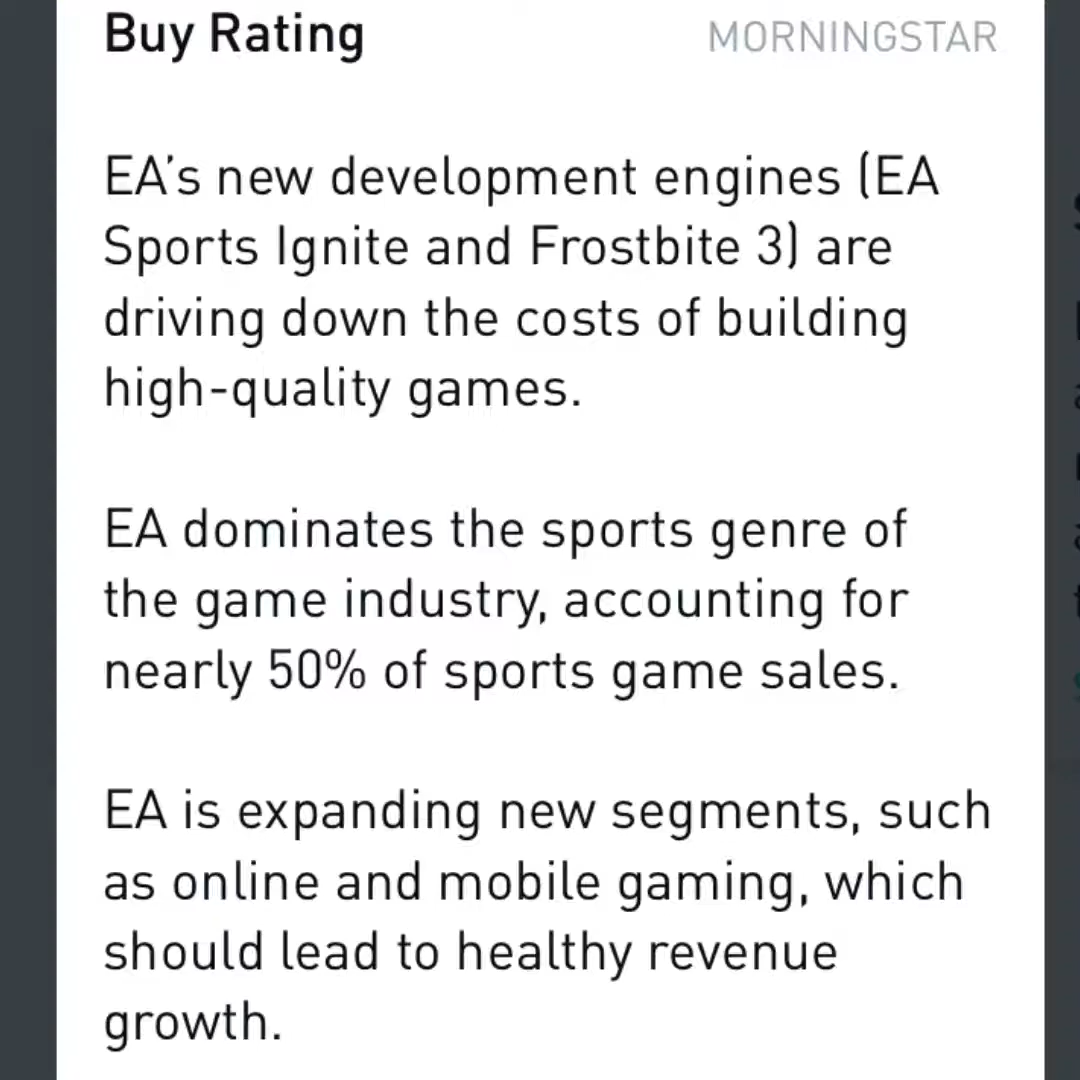 Buy Rating MORNINGSTAR
EA's new development engines (EA
Sports Ignite and Frostbite 3) are
driving down the costs of building
high-quality games.
EA dominates the sports genre of
the game industry, accounting for
nearly 50% of sports game sales.
EA is expanding new segments, such
as online and mobile gaming, which
should lead to healthy revenue
growth.